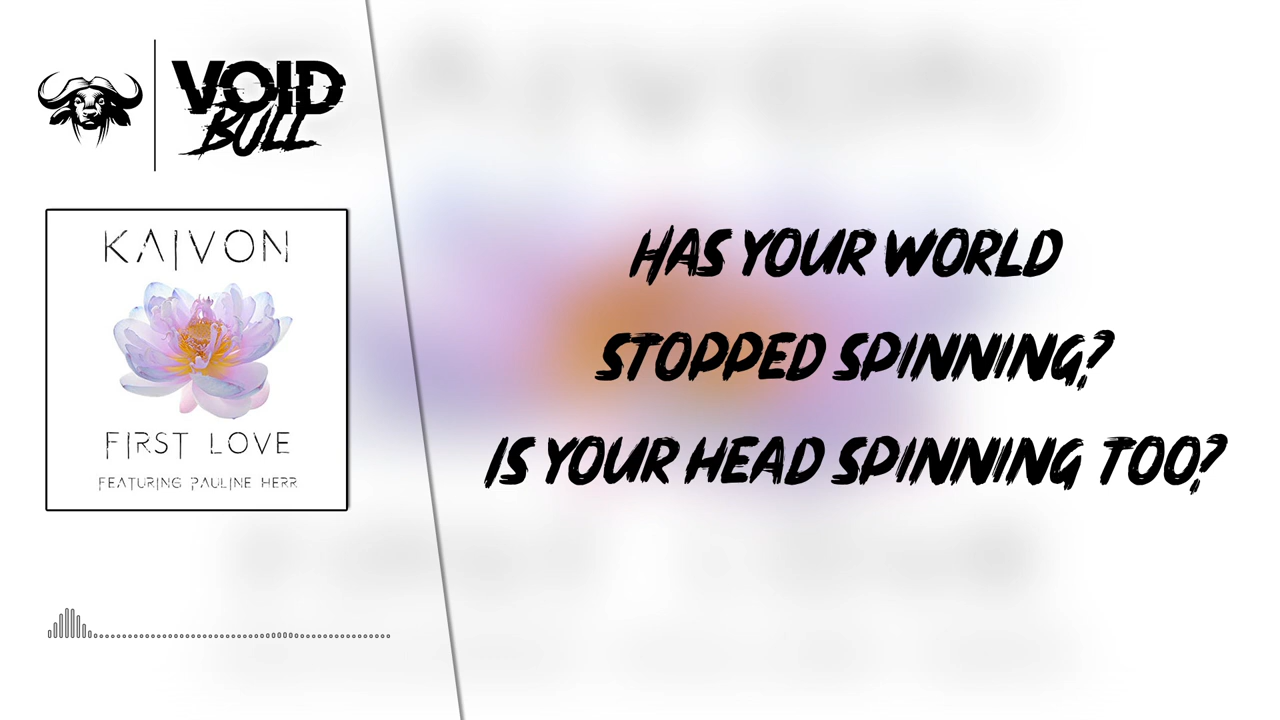 VOID
BULL
KAIVON
FIRST LOVE
FEATURING PAULINE HERR
HAS YOUR WORLD
STOPPED SPINNING?
IS YOUR HEAD SPINNING TOO?